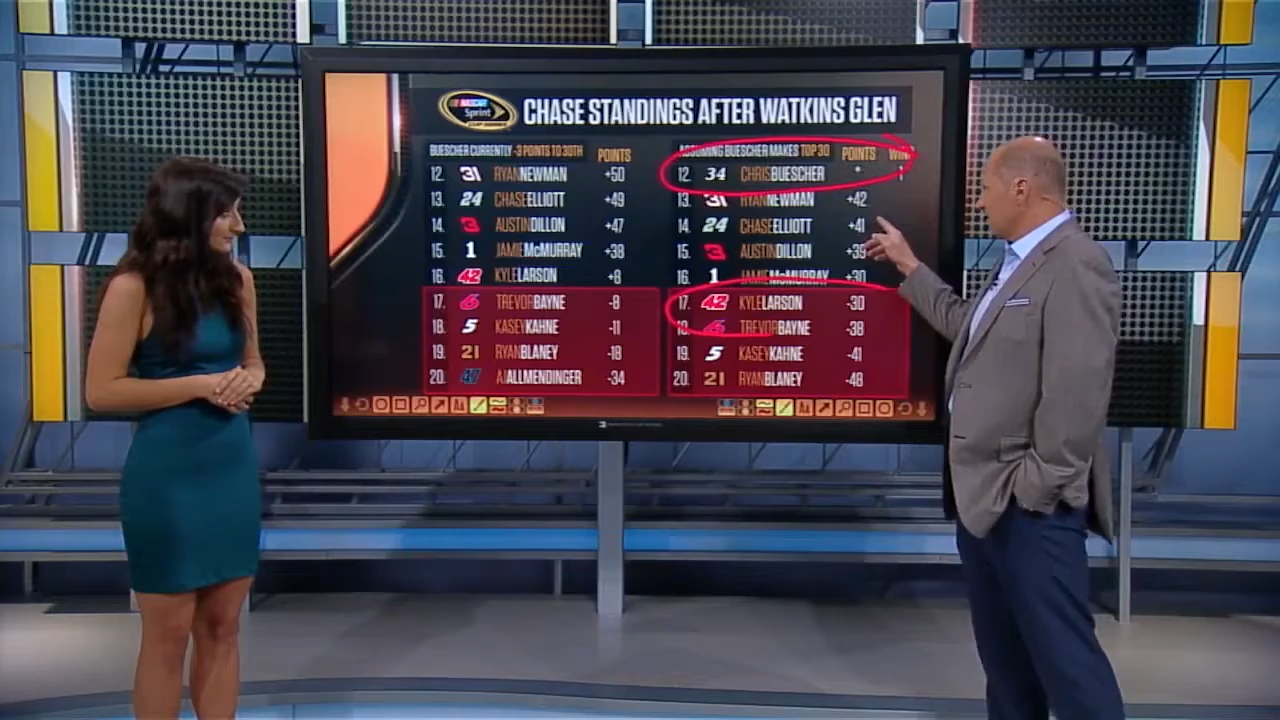 NASCAR
Sprint
CHASE STANDINGS AFTER WATKINS GLEN
BUESCHER CURRENTLY -3 POINTS TO 30TH POINTS
12. 31 RYAN NEWMAN +50
13. 24 CHASE ELLIOTT +49
14. 3 AUSTIN DILLON +47
15. 1 JAMIE McMURRAY +38
16. 42 KYLE LARSON +8
17. 6 TREVOR BAYNE -8
18. 5 KASEY KAHNE -11
19. 21 RYAN BLANEY -18
20. 47 AJ ALLMENDINGER -34
ASSUMING BUESCHER MAKES TOP 30 POINTS WINS
12. 34 CHRIS BUESCHER * 1
13. 31 RYAN NEWMAN +42
14. 24 CHASE ELLIOTT +41
15. 3 AUSTIN DILLON +39
16. 1 JAMIE McMURRAY +30
17. 42 KYLE LARSON -30
18. 6 TREVOR BAYNE -38
19. 5 KASEY KAHNE -41
20. 21 RYAN BLANEY -48